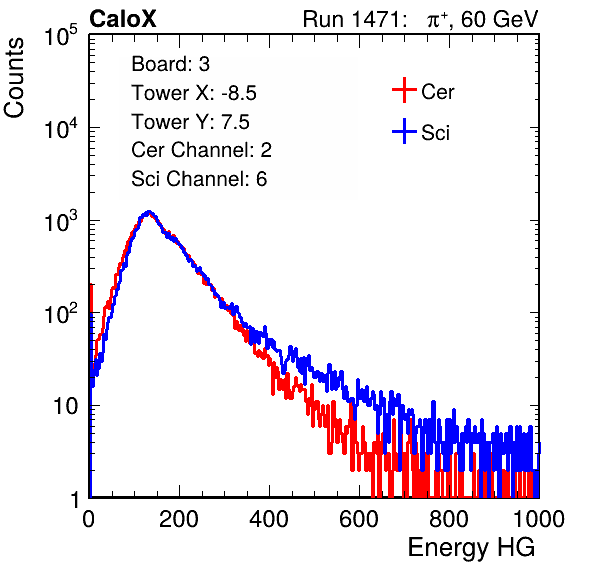 CaloX Run 1471: π⁺, 60 GeV
Counts
Board: 3
Tower X: -8.5
Tower Y: 7.5
Cer Channel: 2
Sci Channel: 6
Cer
Sci
10⁵
10⁴
10³
10²
10
1
0 200 400 600 800 1000
Energy HG